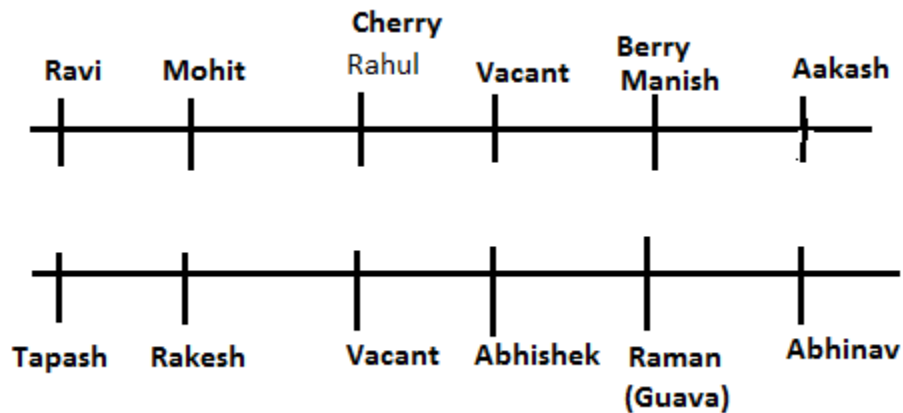 Cherry
Berry
Ravi Mohit Rahul Vacant Manish Aakash
Tapash Rakesh Vacant Abhishek Raman Abhinav
(Guava)